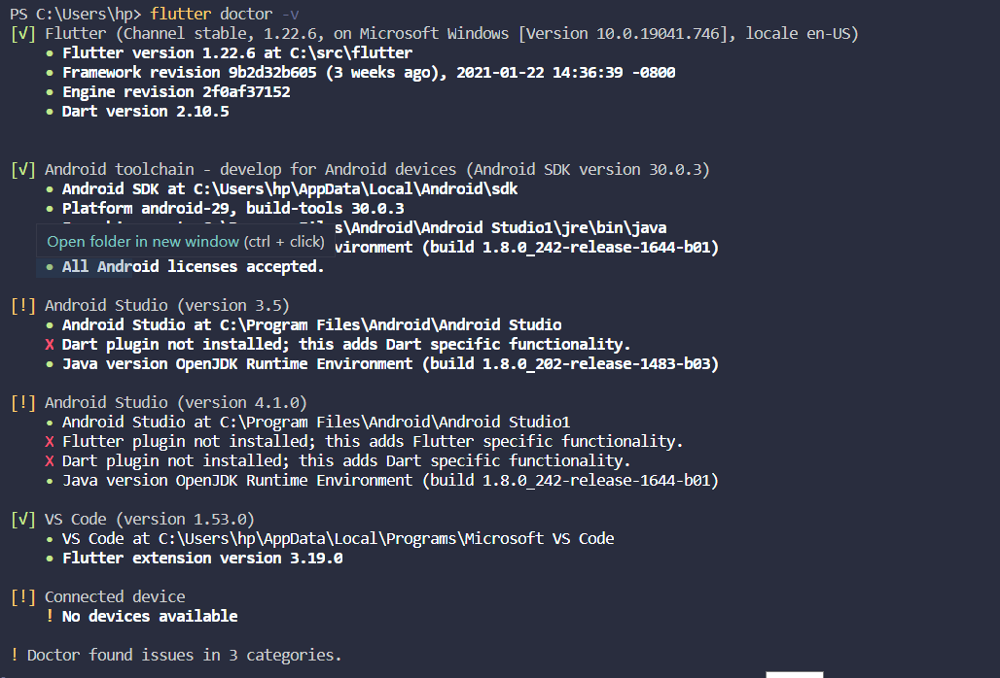 PS C:\Users\hp> flutter doctor -v
[√] Flutter (Channel stable, 1.22.6, on Microsoft Windows [Version 10.0.19041.746], locale en-US)
• Flutter version 1.22.6 at C:\src\flutter
• Framework revision 9b2d32b605 (3 weeks ago), 2021-01-22 14:36:39 -0800
• Engine revision 2f0af37152
• Dart version 2.10.5
[√] Android toolchain - develop for Android devices (Android SDK version 30.0.3)
• Android SDK at C:\Users\hp\AppData\Local\Android\sdk
• Platform android-29, build-tools 30.0.3
s\Android\Android Studio1\jre\bin\java
Open folder in new window (ctrl + click)
vironment (build 1.8.0_242-release-1644-b01)
• All Android licenses accepted.
[!] Android Studio (version 3.5)
• Android Studio at C:\Program Files\Android\Android Studio
X Dart plugin not installed; this adds Dart specific functionality.
• Java version OpenJDK Runtime Environment (build 1.8.0_202-release-1483-b03)
[!] Android Studio (version 4.1.0)
• Android Studio at C:\Program Files\Android\Android Studio1
X Flutter plugin not installed; this adds Flutter specific functionality.
X Dart plugin not installed; this adds Dart specific functionality.
• Java version OpenJDK Runtime Environment (build 1.8.0_242-release-1644-b01)
[√] VS Code (version 1.53.0)
• VS Code at C:\Users\hp\AppData\Local\Programs\Microsoft VS Code
• Flutter extension version 3.19.0
[!] Connected device
! No devices available
! Doctor found issues in 3 categories.